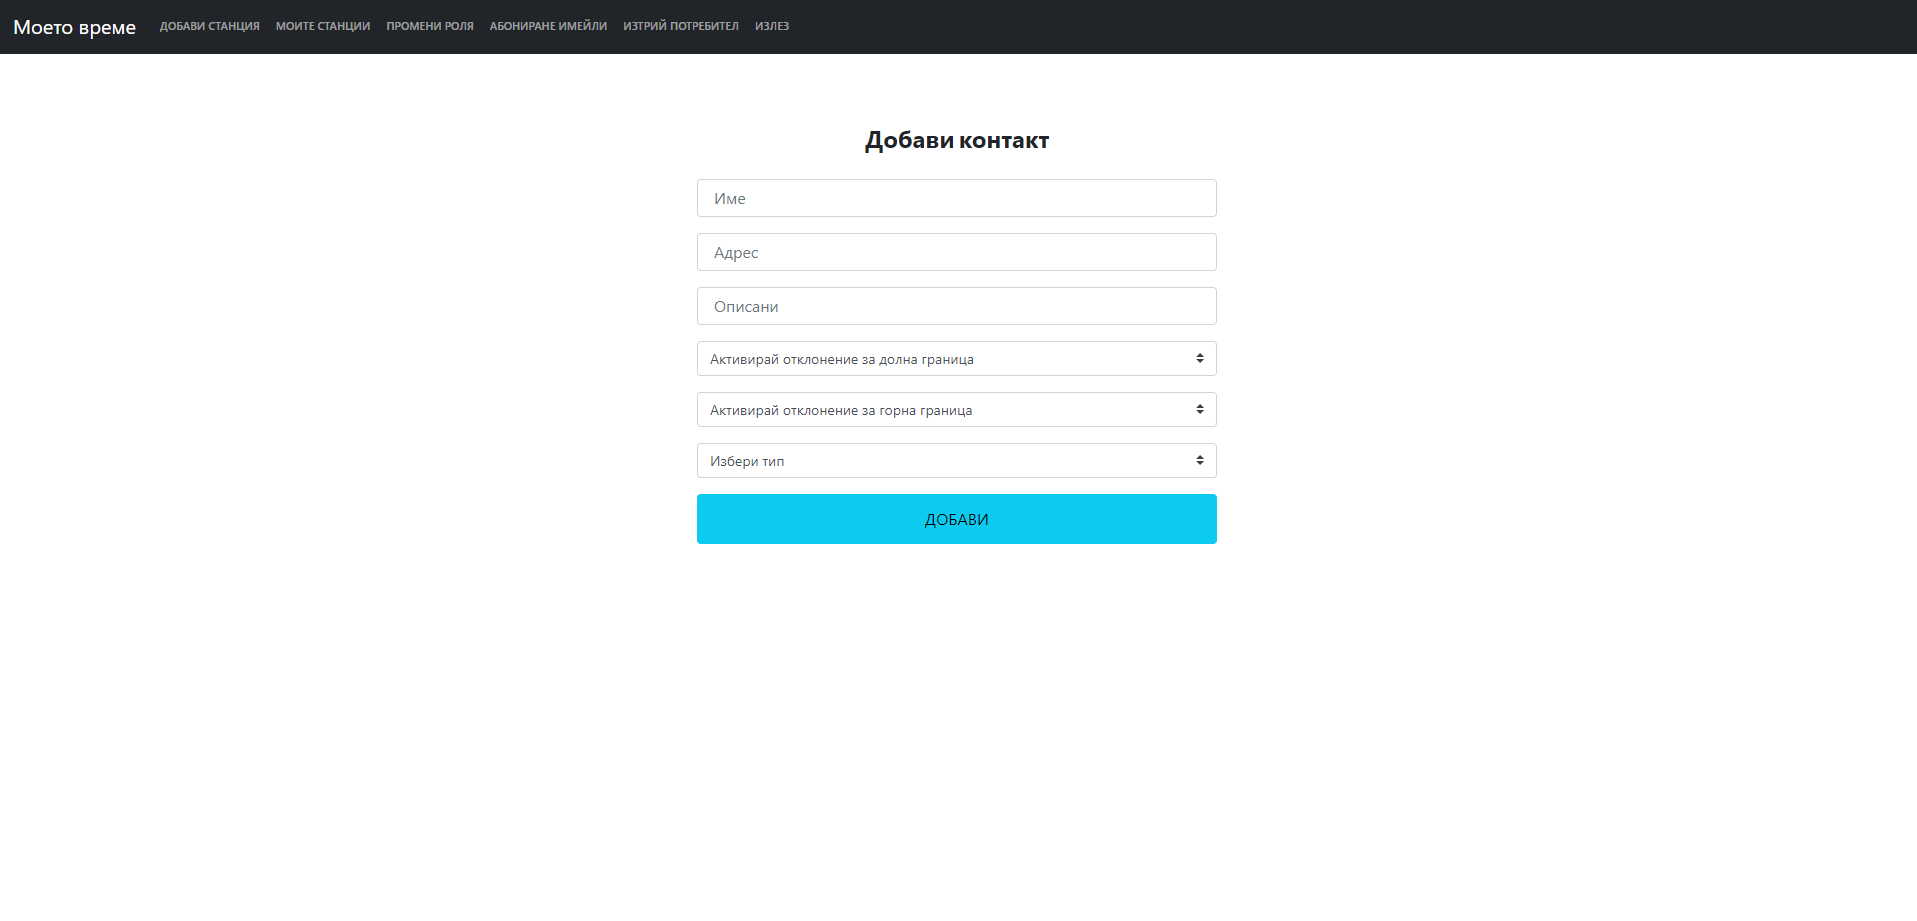 Моето време ДОБАВИ СТАНЦИЯ МОИТЕ СТАНЦИИ ПРОМЕНИ РОЛЯ АБОНИРАНЕ ИМЕЙЛИ ИЗТРИЙ ПОТРЕБИТЕЛ ИЗЛЕЗ
Добави контакт
Име
Адрес
Описани
Активирай отклонение за долна граница
Активирай отклонение за горна граница
Избери тип
ДОБАВИ